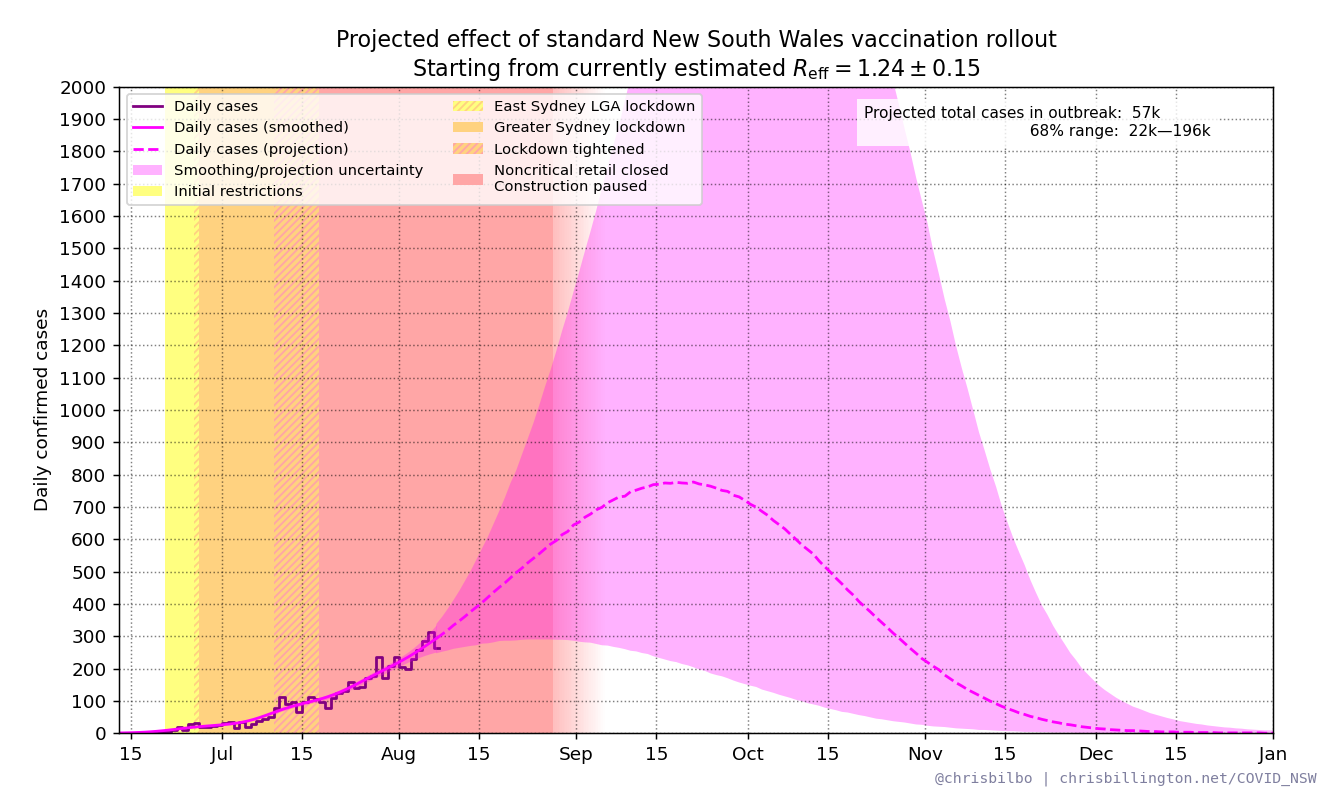 Projected effect of standard New South Wales vaccination rollout
Starting from currently estimated R_eff = 1.24 ± 0.15
Daily cases
Daily cases (smoothed)
Daily cases (projection)
Smoothing/projection uncertainty
Initial restrictions
East Sydney LGA lockdown
Greater Sydney lockdown
Lockdown tightened
Noncritical retail closed
Construction paused
Projected total cases in outbreak: 57k
68% range: 22k—196k
Daily confirmed cases
2000
1900
1800
1700
1600
1500
1400
1300
1200
1100
1000
900
800
700
600
500
400
300
200
100
0
15 Jul 15 Aug 15 Sep 15 Oct 15 Nov 15 Dec 15 Jan
@chrisbilbo | chrisbillington.net/COVID_NSW